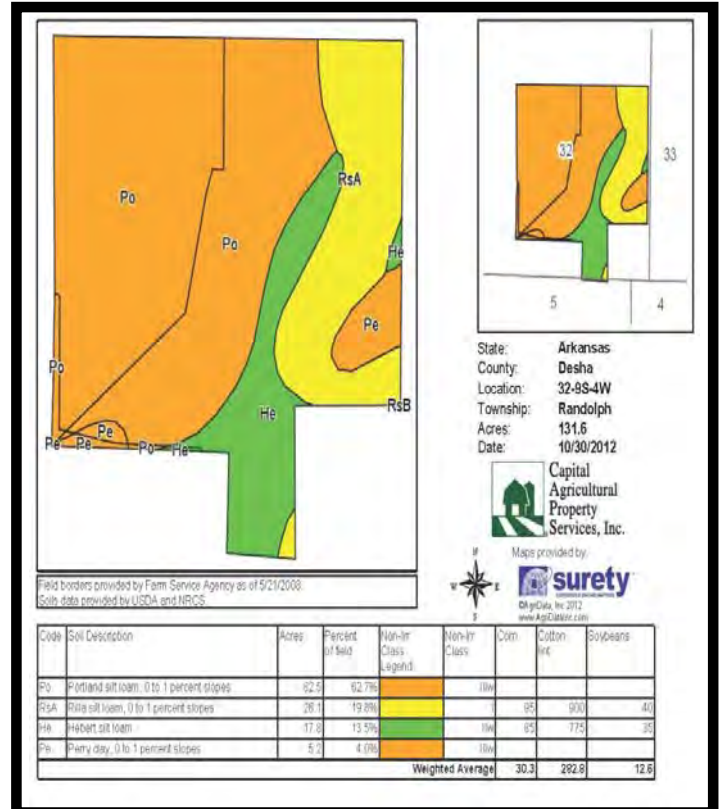 Po
Po
RsA
He
Pe
Po
He
RsB
Pe
Pe
Pe
Po
He
32
33
5
4
State: Arkansas
County: Desha
Location: 32-9S-4W
Township: Randolph
Acres: 131.6
Date: 10/30/2012
Capital
Agricultural
Property
Services, Inc.
Maps provided by:
surety
©AgriData, Inc 2012
www.AgriDataInc.com
Field borders provided by Farm Service Agency as of 5/21/2008.
Soils data provided by USDA and NRCS.
Code Soil Description Acres Percent of field Non-Irr Class Legend Non-Irr Class Corn Cotton lint Soybeans
Po Portland silt loam, 0 to 1 percent slopes 82.5 62.7% IIIw
RsA Rilla silt loam, 0 to 1 percent slopes 26.1 19.8% I 95 900 40
He Hebert silt loam 17.8 13.5% IIw 85 775 35
Pe Perry clay, 0 to 1 percent slopes 5.2 4.0% IIIw
Weighted Average 30.3 282.8 12.6